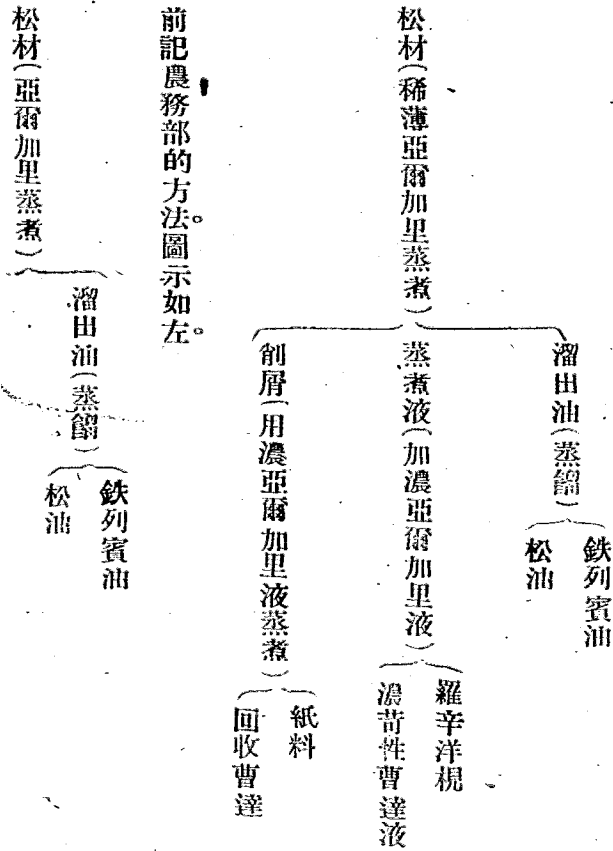 松材(稀薄亞爾加里蒸煮)
溜田油(蒸餾)
鉄列賓油
松油
蒸煮液(加濃亞爾加里液)
羅辛洋梘
濃苛性曹達液
削屑(用濃亞爾加里液蒸煮)
紙料
回收曹達
前記農務部的方法。圖示如左。
松材(亞爾加里蒸煮)
溜田油(蒸餾)
鉄列賓油
松油